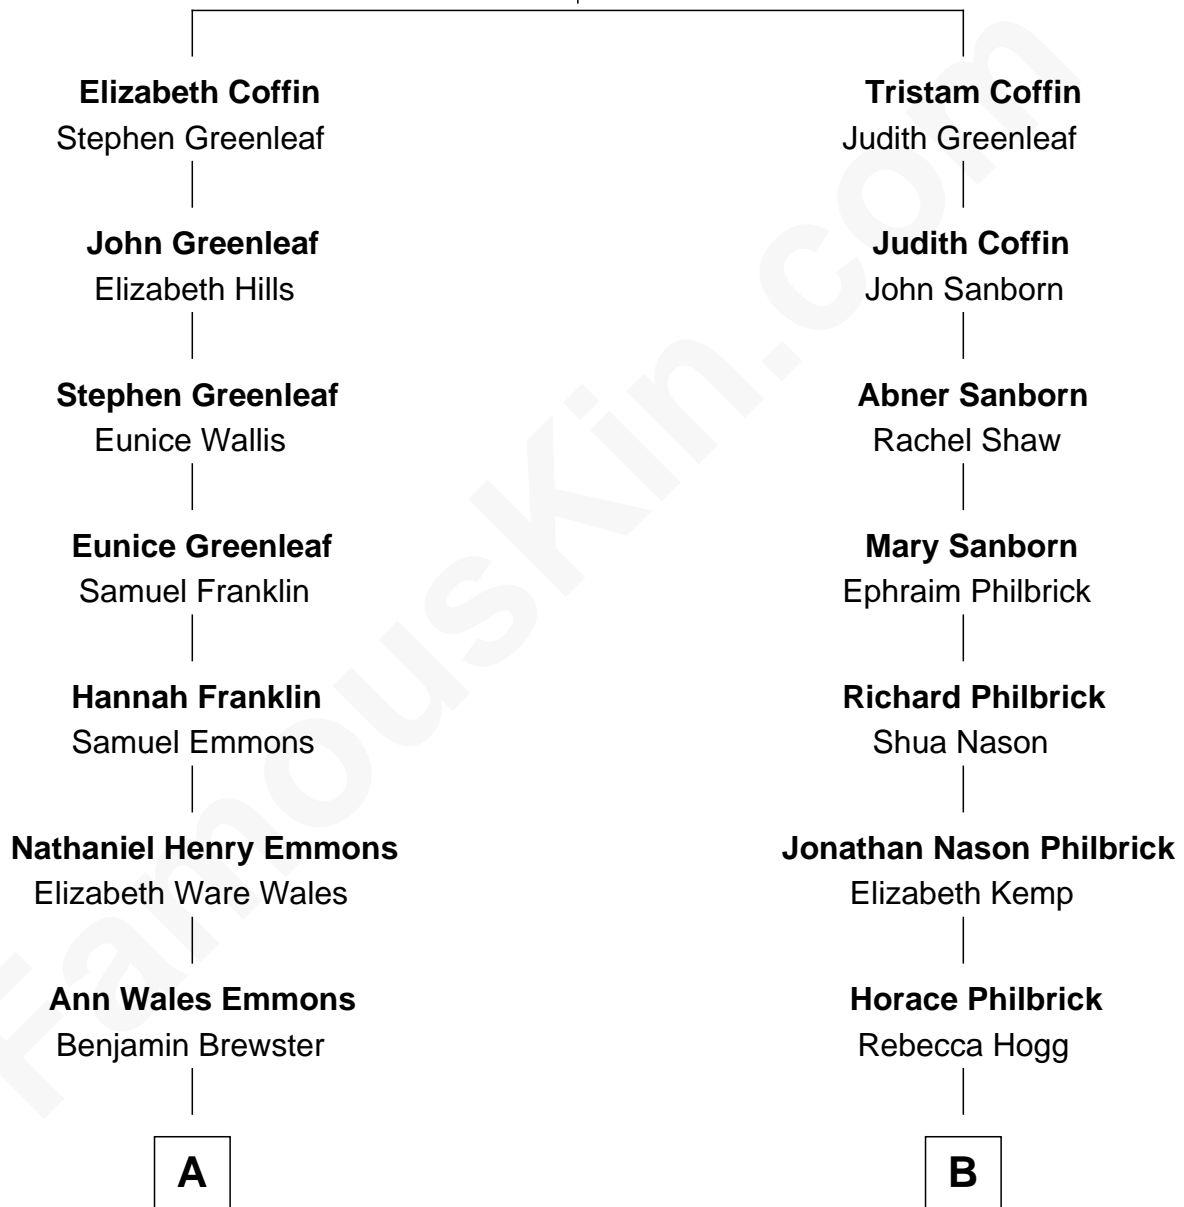 Elizabeth Coffin
Stephen Greenleaf
John Greenleaf
Elizabeth Hills
Stephen Greenleaf
Eunice Wallis
Eunice Greenleaf
Samuel Franklin
Hannah Franklin
Samuel Emmons
Nathaniel Henry Emmons
Elizabeth Ware Wales
Ann Wales Emmons
Benjamin Brewster
A
Tristam Coffin
Judith Greenleaf
Judith Coffin
John Sanborn
Abner Sanborn
Rachel Shaw
Mary Sanborn
Ephraim Philbrick
Richard Philbrick
Shua Nason
Jonathan Nason Philbrick
Elizabeth Kemp
Horace Philbrick
Rebecca Hogg
B
FamousKin.com